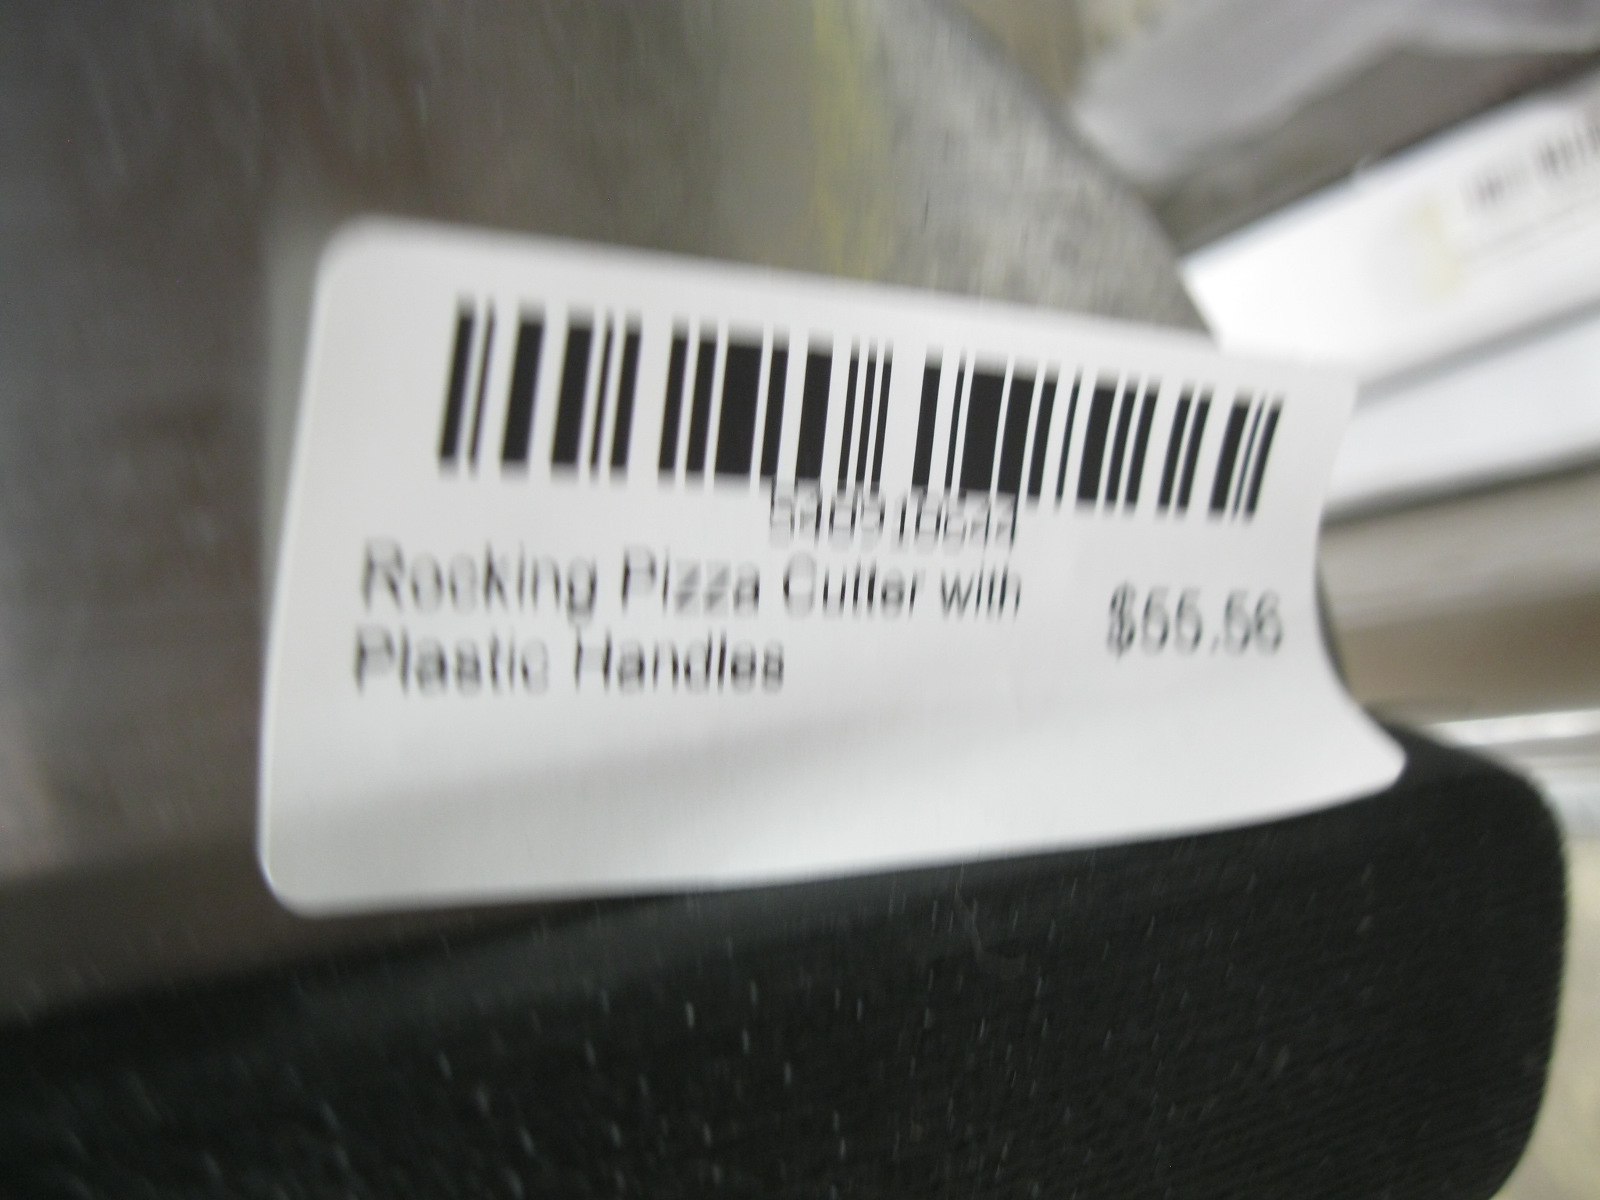 Rocking Pizza Cutter with
Plastic Handles
$55.56